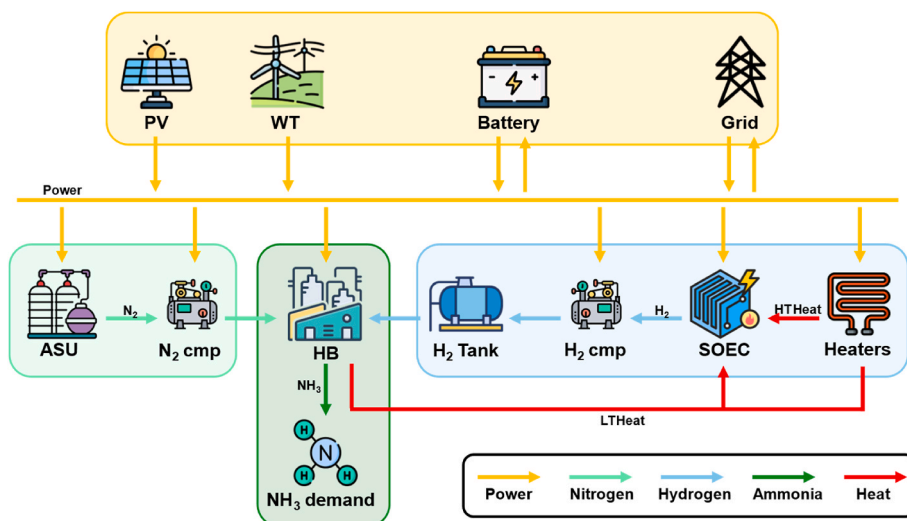 PV
WT
Battery
Grid
Power
N₂
H₂
HTHeat
ASU
N₂ cmp
HB
H₂ Tank
H₂ cmp
SOEC
Heaters
NH₃
LTHeat
H
N
H
H
NH₃ demand
Power
Nitrogen
Hydrogen
Ammonia
Heat